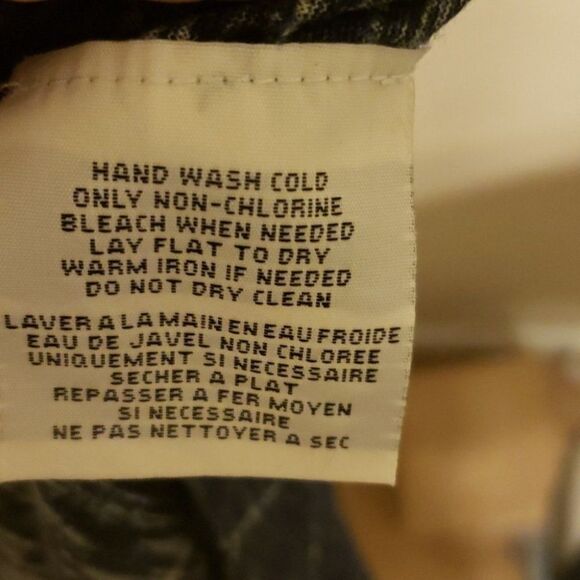 HAND WASH COLD
ONLY NON-CHLORINE
BLEACH WHEN NEEDED
LAY FLAT TO DRY
WARM IRON IF NEEDED
DO NOT DRY CLEAN
LAVER A LA MAIN EN EAU FROIDE
EAU DE JAVEL NON CHLOREE
UNIQUEMENT SI NECESSAIRE
SECHER A PLAT
REPASSER A FER MOYEN
SI NECESSAIRE
NE PAS NETTOYER A SEC